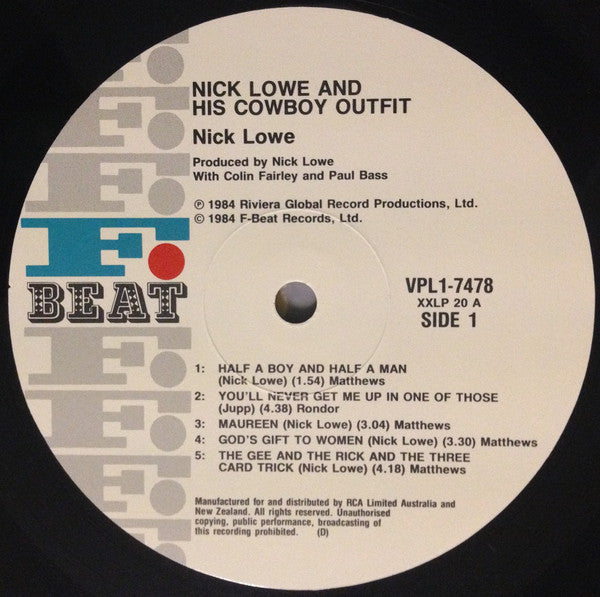 NICK LOWE AND
HIS COWBOY OUTFIT
Nick Lowe
Produced by Nick Lowe
With Colin Fairley and Paul Bass
℗ 1984 Riviera Global Record Productions, Ltd.
© 1984 F-Beat Records, Ltd.
F.
BEAT
VPL1-7478
XXLP 20 A
SIDE 1
1: HALF A BOY AND HALF A MAN
(Nick Lowe) (1.54) Matthews
2: YOU'LL NEVER GET ME UP IN ONE OF THOSE
(Jupp) (4.38) Rondor
3: MAUREEN (Nick Lowe) (3.04) Matthews
4: GOD'S GIFT TO WOMEN (Nick Lowe) (3.30) Matthews
5: THE GEE AND THE RICK AND THE THREE
CARD TRICK (Nick Lowe) (4.18) Matthews
Manufactured for and distributed by RCA Limited Australia and
New Zealand. All rights reserved. Unauthorised
copying, public performance, broadcasting of
this recording prohibited. (D)